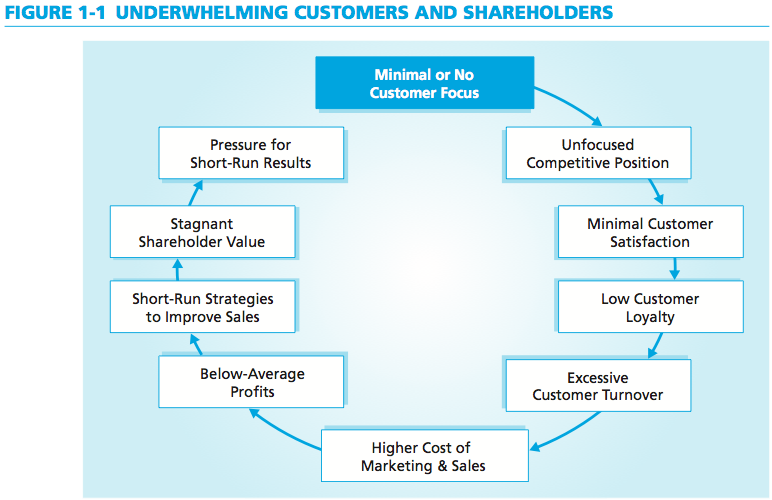 FIGURE 1-1 UNDERWHELMING CUSTOMERS AND SHAREHOLDERS
Minimal or No
Customer Focus
Unfocused
Competitive Position
Minimal Customer
Satisfaction
Low Customer
Loyalty
Excessive
Customer Turnover
Higher Cost of
Marketing & Sales
Below-Average
Profits
Short-Run Strategies
to Improve Sales
Stagnant
Shareholder Value
Pressure for
Short-Run Results